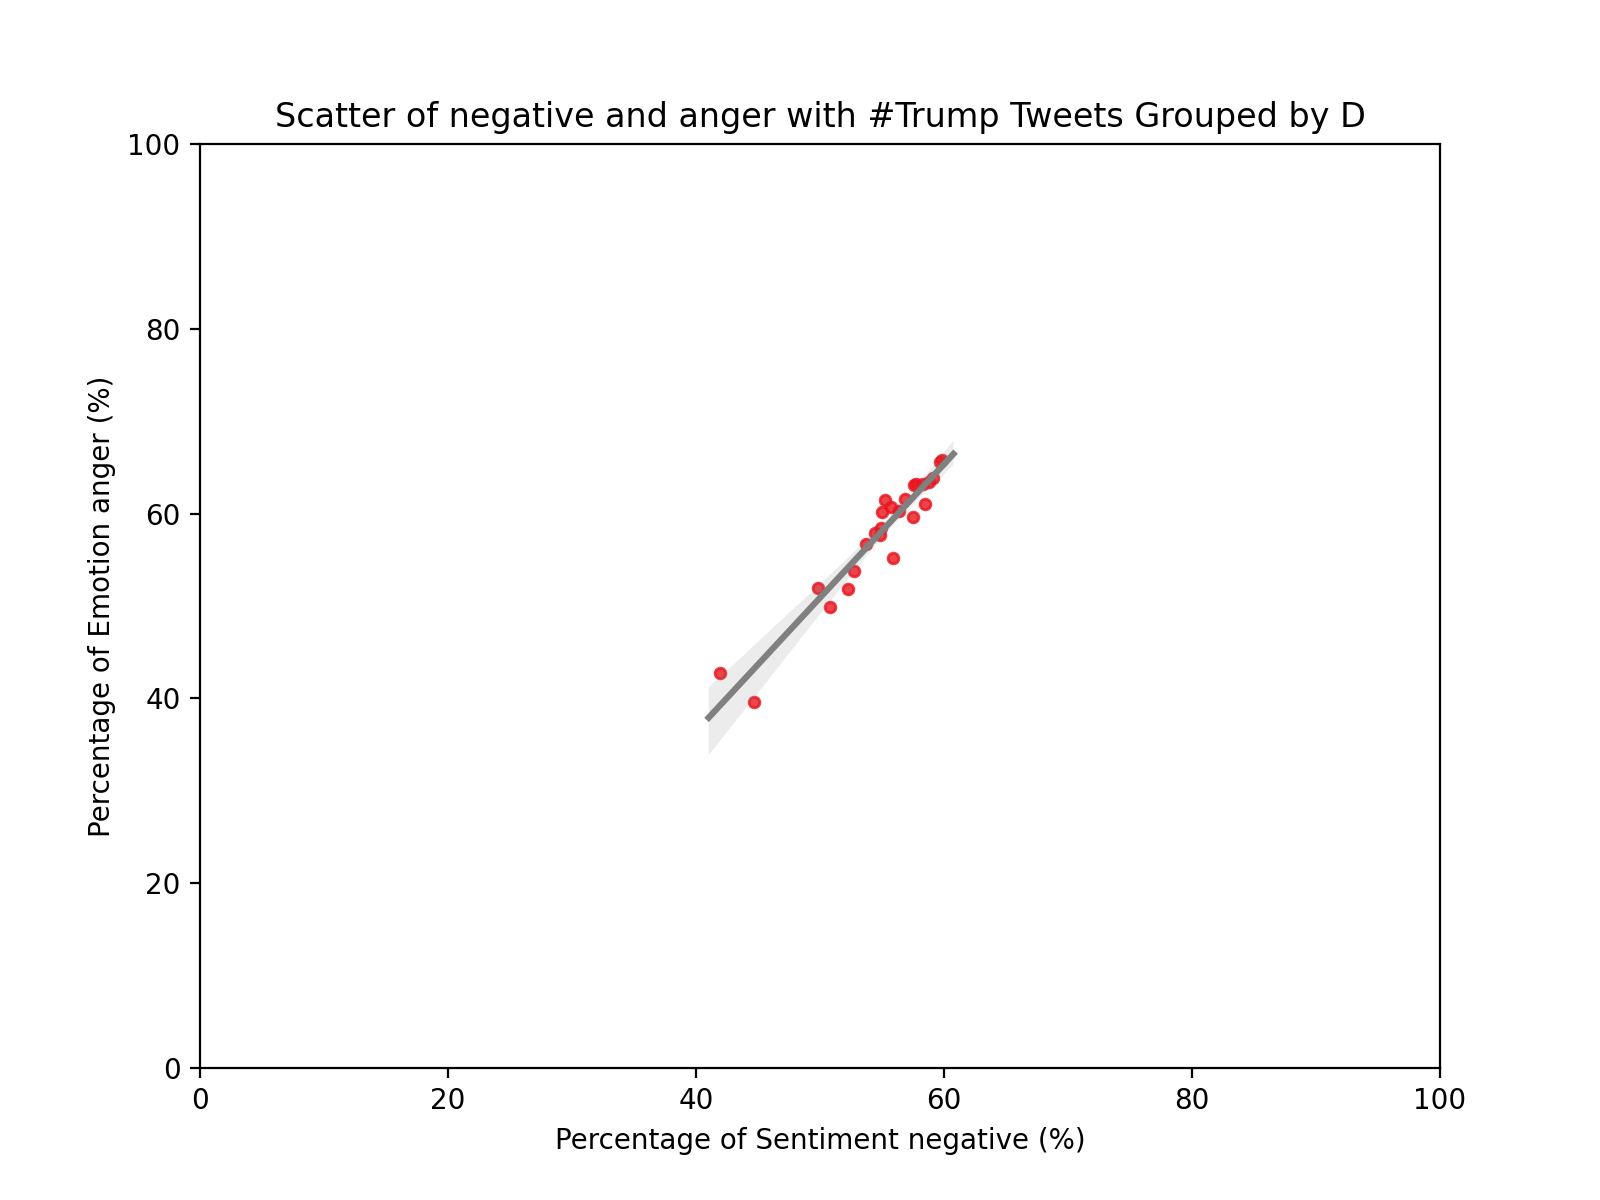 Scatter of negative and anger with #Trump Tweets Grouped by D
100
80
60
40
20
0
Percentage of Emotion anger (%)
0 20 40 60 80 100
Percentage of Sentiment negative (%)